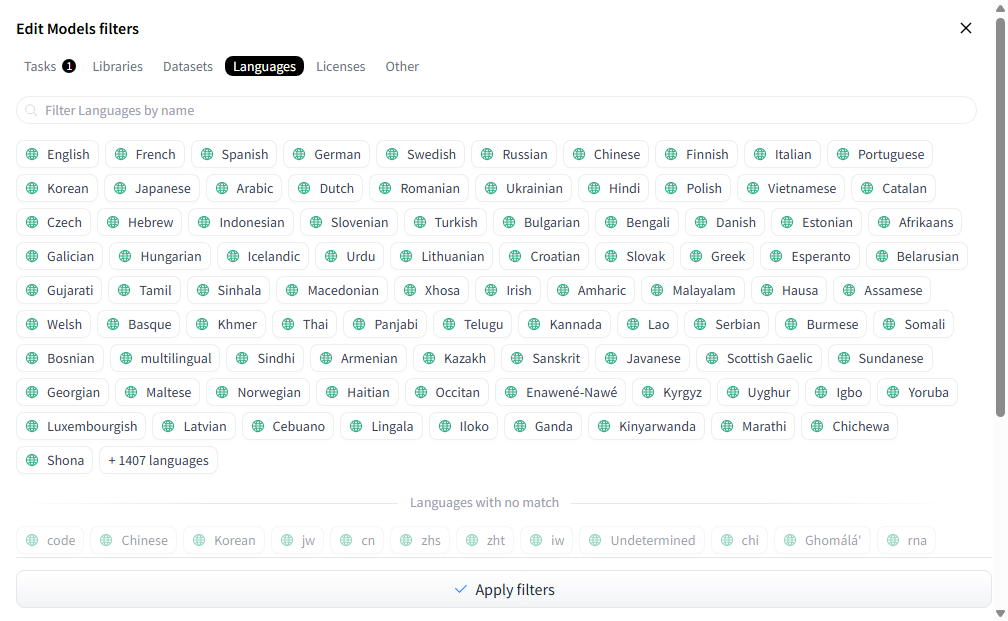 Edit Models filters
Tasks 1 Libraries Datasets Languages Licenses Other
Filter Languages by name
English French Spanish German Swedish Russian Chinese Finnish Italian Portuguese
Korean Japanese Arabic Dutch Romanian Ukrainian Hindi Polish Vietnamese Catalan
Czech Hebrew Indonesian Slovenian Turkish Bulgarian Bengali Danish Estonian Afrikaans
Galician Hungarian Icelandic Urdu Lithuanian Croatian Slovak Greek Esperanto Belarusian
Gujarati Tamil Sinhala Macedonian Xhosa Irish Amharic Malayalam Hausa Assamese
Welsh Basque Khmer Thai Panjabi Telugu Kannada Lao Serbian Burmese Somali
Bosnian multilingual Sindhi Armenian Kazakh Sanskrit Javanese Scottish Gaelic Sundanese
Georgian Maltese Norwegian Haitian Occitan Enawené-Nawé Kyrgyz Uyghur Igbo Yoruba
Luxembourgish Latvian Cebuano Lingala Iloko Ganda Kinyarwanda Marathi Chichewa
Shona + 1407 languages
Languages with no match
code Chinese Korean jw cn zhs zht iw Undetermined chi Ghomálá' rna
Apply filters